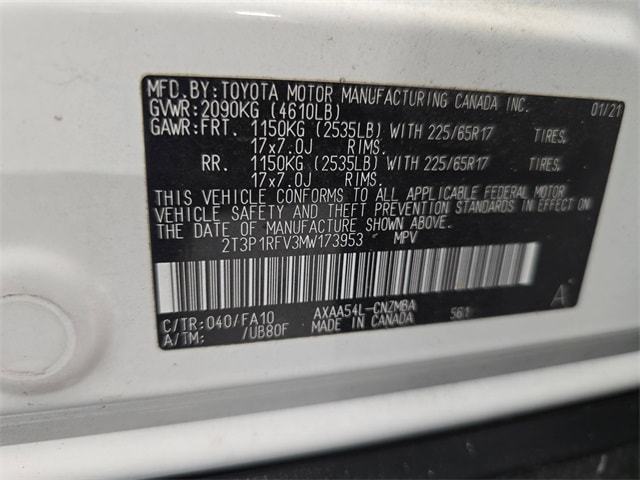 MFD.BY:TOYOTA MOTOR MANUFACTURING CANADA INC. 01/21
GVWR:2090KG (4610LB)
GAWR:FRT. 1150KG (2535LB) WITH 225/65R17 TIRES,
17x7.0J RIMS.
RR. 1150KG (2535LB) WITH 225/65R17 TIRES,
17x7.0J RIMS.
THIS VEHICLE CONFORMS TO ALL APPLICABLE FEDERAL MOTOR
VEHICLE SAFETY AND THEFT PREVENTION STANDARDS IN EFFECT ON
THE DATE OF MANUFACTURE SHOWN ABOVE.
2T3P1RFV3MW173953 MPV
C/TR:040/FA10 AXAA54L-CNZMBA 561 A
A/TM: /UB80F MADE IN CANADA